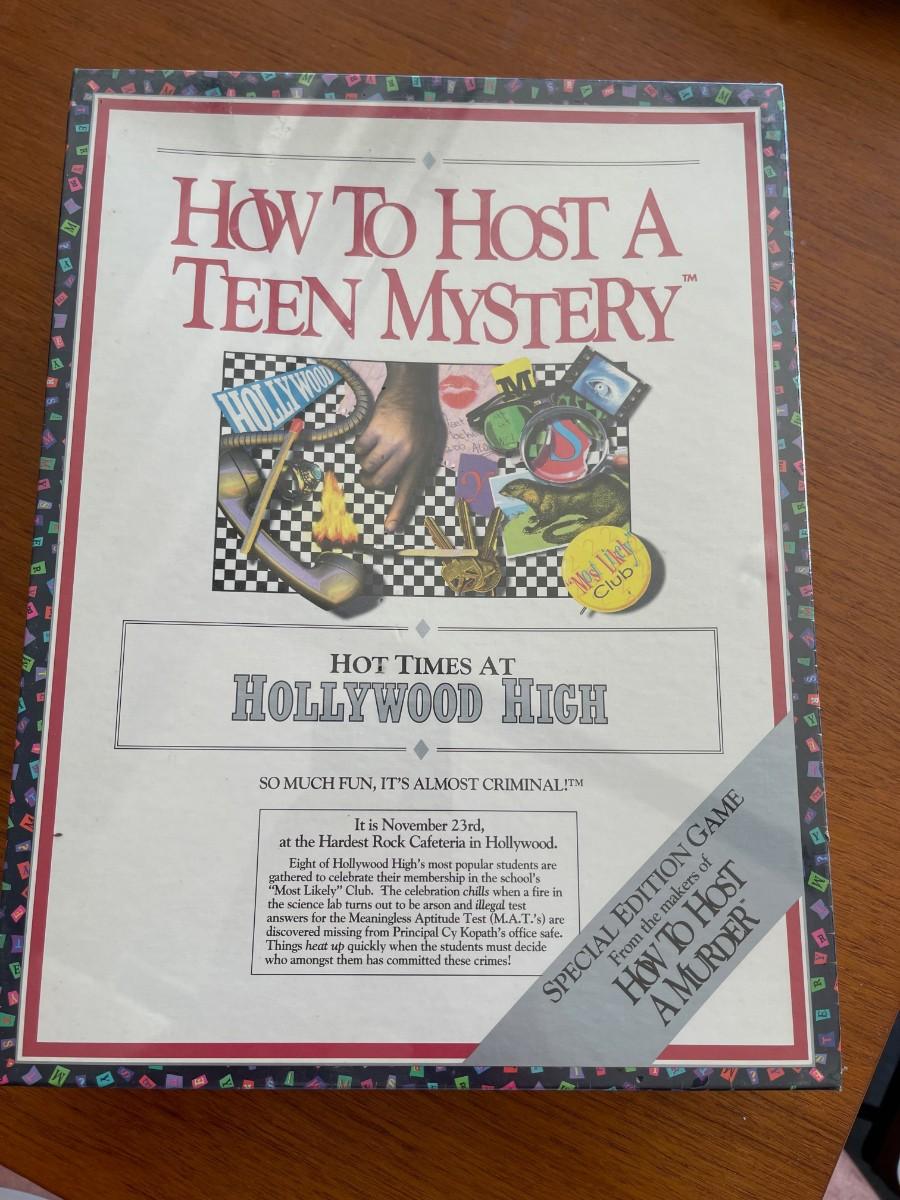 HOW TO HOST A
TEEN MYSTERY™
HOLLYWOOD
M
S
"Most Likely"
Club
HOT TIMES AT
HOLLYWOOD HIGH
SO MUCH FUN, IT'S ALMOST CRIMINAL!™
It is November 23rd,
at the Hardest Rock Cafeteria in Hollywood.
Eight of Hollywood High's most popular students are
gathered to celebrate their membership in the school's
"Most Likely" Club. The celebration chills when a fire in
the science lab turns out to be arson and illegal test
answers for the Meaningless Aptitude Test (M.A.T.'s) are
discovered missing from Principal Cy Kopath's office safe.
Things heat up quickly when the students must decide
who amongst them has committed these crimes!
SPECIAL EDITION GAME
From the makers of
HOW TO HOST
A MURDER™